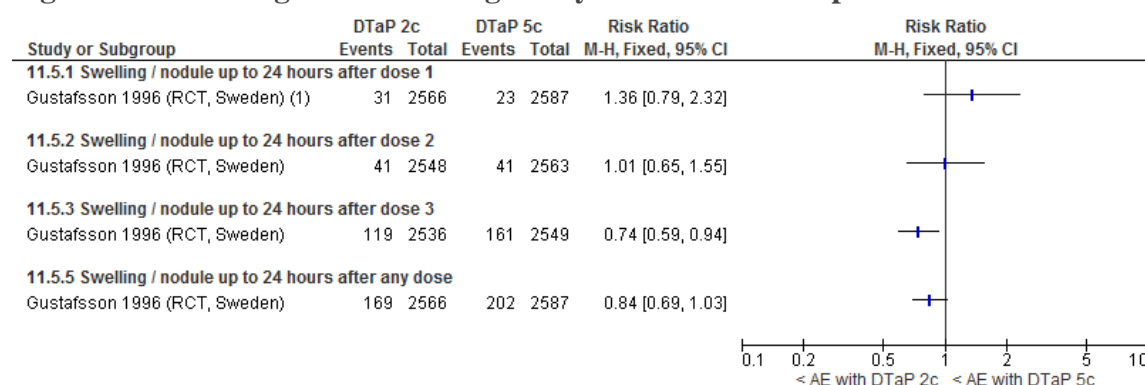 DTaP 2c DTaP 5c Risk Ratio Risk Ratio
Study or Subgroup Events Total Events Total M-H, Fixed, 95% CI M-H, Fixed, 95% CI
11.5.1 Swelling / nodule up to 24 hours after dose 1
Gustafsson 1996 (RCT, Sweden) (1) 31 2566 23 2587 1.36 [0.79, 2.32]
11.5.2 Swelling / nodule up to 24 hours after dose 2
Gustafsson 1996 (RCT, Sweden) 41 2548 41 2563 1.01 [0.65, 1.55]
11.5.3 Swelling / nodule up to 24 hours after dose 3
Gustafsson 1996 (RCT, Sweden) 119 2536 161 2549 0.74 [0.59, 0.94]
11.5.5 Swelling / nodule up to 24 hours after any dose
Gustafsson 1996 (RCT, Sweden) 169 2566 202 2587 0.84 [0.69, 1.03]
0.1 0.2 0.5 1 2 5 10
< AE with DTaP 2c < AE with DTaP 5c